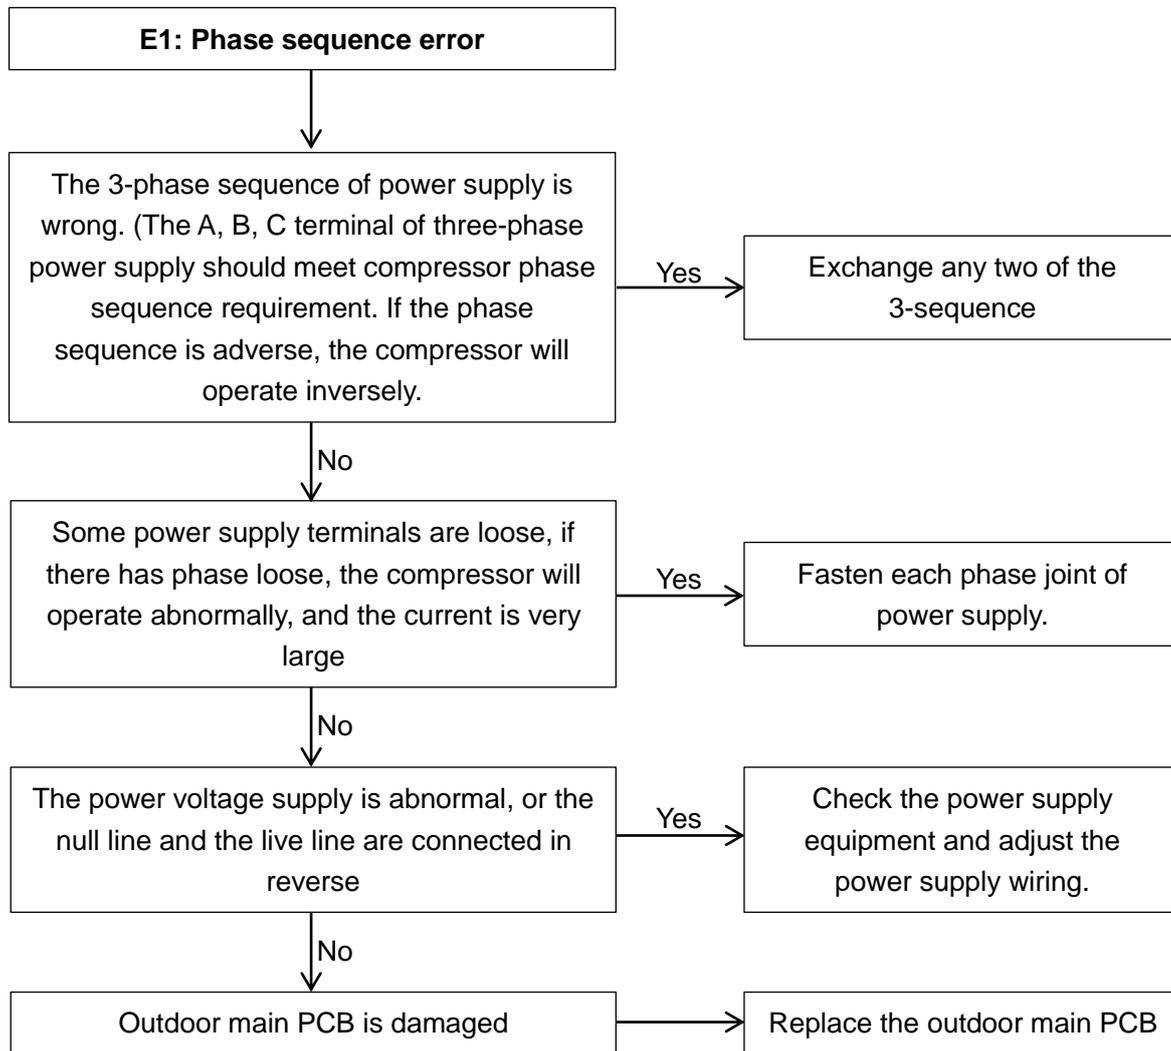 E1: Phase sequence error
The 3-phase sequence of power supply is
wrong. (The A, B, C terminal of three-phase
power supply should meet compressor phase
sequence requirement. If the phase
sequence is adverse, the compressor will
operate inversely.
Yes
Exchange any two of the
3-sequence
No
Some power supply terminals are loose, if
there has phase loose, the compressor will
operate abnormally, and the current is very
large
Yes
Fasten each phase joint of
power supply.
No
The power voltage supply is abnormal, or the
null line and the live line are connected in
reverse
Yes
Check the power supply
equipment and adjust the
power supply wiring.
No
Outdoor main PCB is damaged
Replace the outdoor main PCB